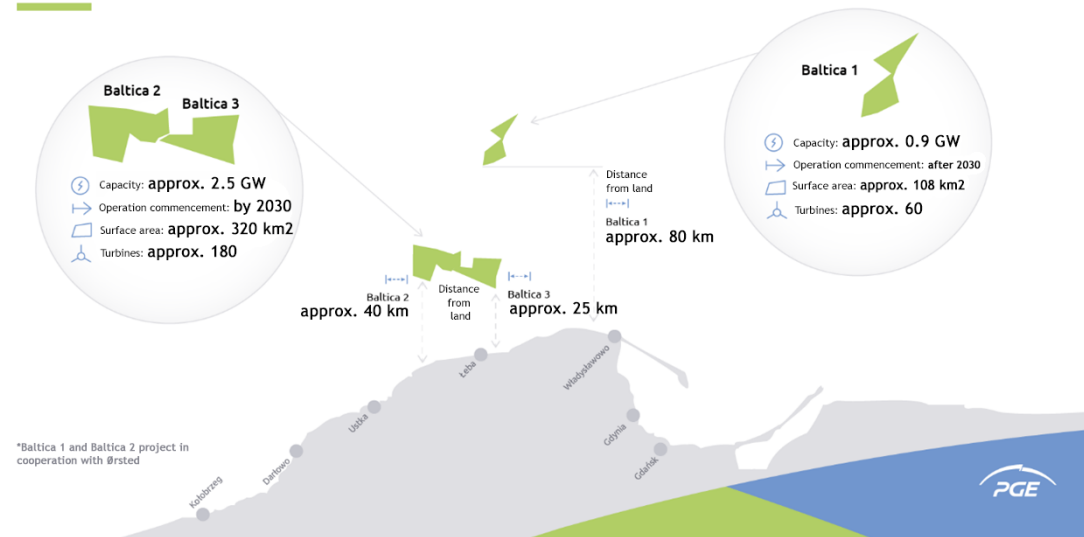 Baltica 2
Baltica 3
Capacity: approx. 2.5 GW
Operation commencement: by 2030
Surface area: approx. 320 km2
Turbines: approx. 180
Baltica 1
Capacity: approx. 0.9 GW
Operation commencement: after 2030
Surface area: approx. 108 km2
Turbines: approx. 60
Distance
from land
Baltica 1
approx. 80 km
Baltica 2
approx. 40 km
Distance
from
land
Baltica 3
approx. 25 km
Łeba
Władysławowo
Ustka
Gdynia
Darłowo
Gdańsk
Kołobrzeg
*Baltica 1 and Baltica 2 project in
cooperation with Ørsted
PGE